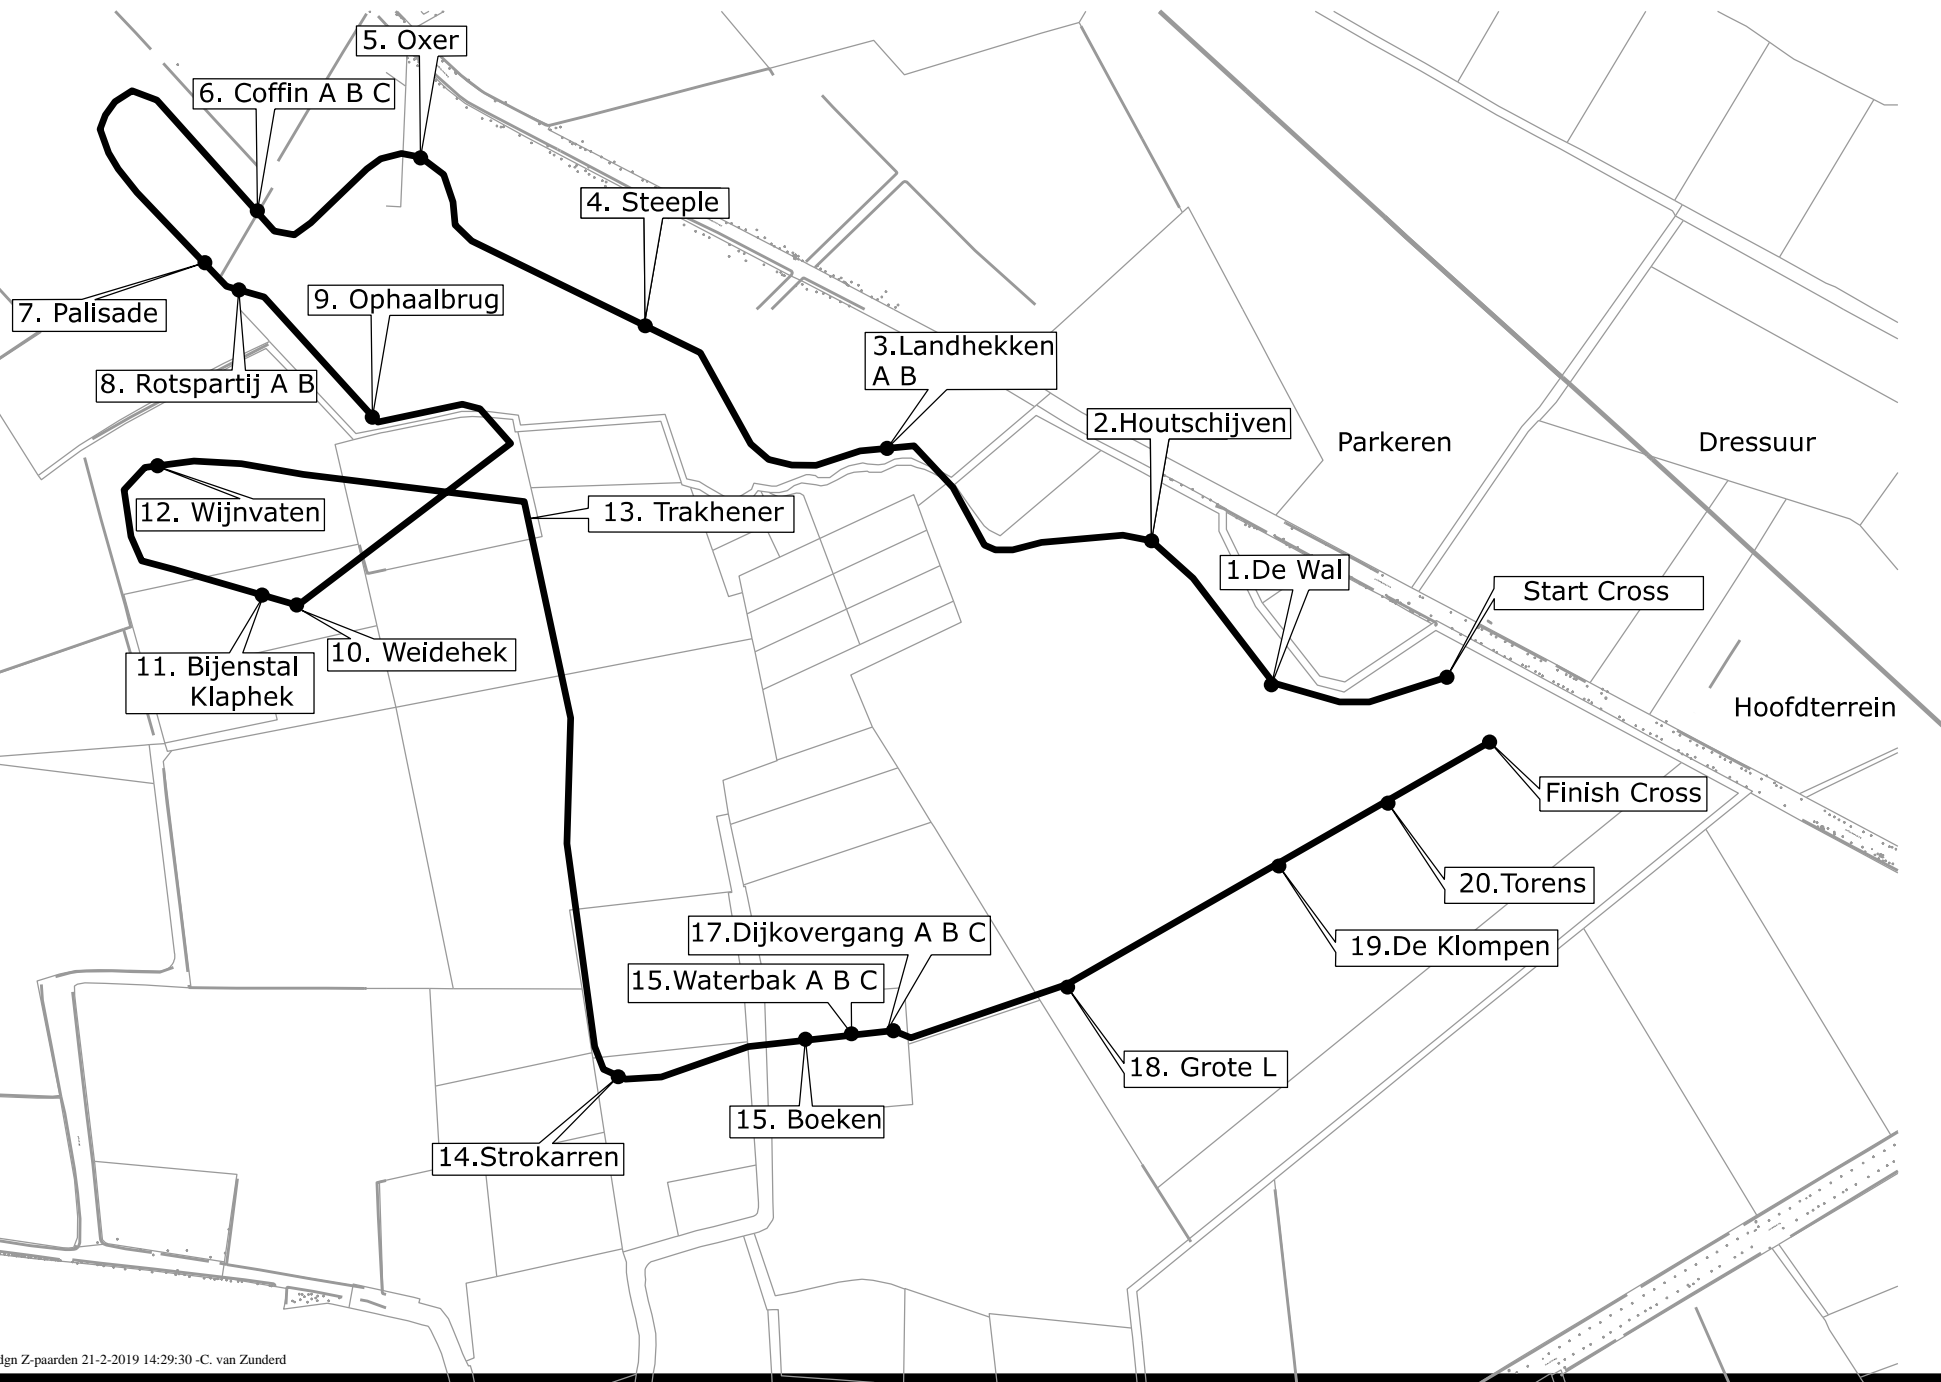 5. Oxer
6. Coffin A B C
4. Steeple
7. Palisade
9. Ophaalbrug
3.Landhekken
A B
8. Rotspartij A B
2.Houtschijven
Parkeren
Dressuur
12. Wijnvaten
13. Trakhener
1.De Wal
Start Cross
10. Weidehek
11. Bijenstal
Klaphek
Hoofdterrein
Finish Cross
20.Torens
17.Dijkovergang A B C
19.De Klompen
15.Waterbak A B C
18. Grote L
15. Boeken
14.Strokarren
dgn Z-paarden 21-2-2019 14:29:30 -C. van Zunderd